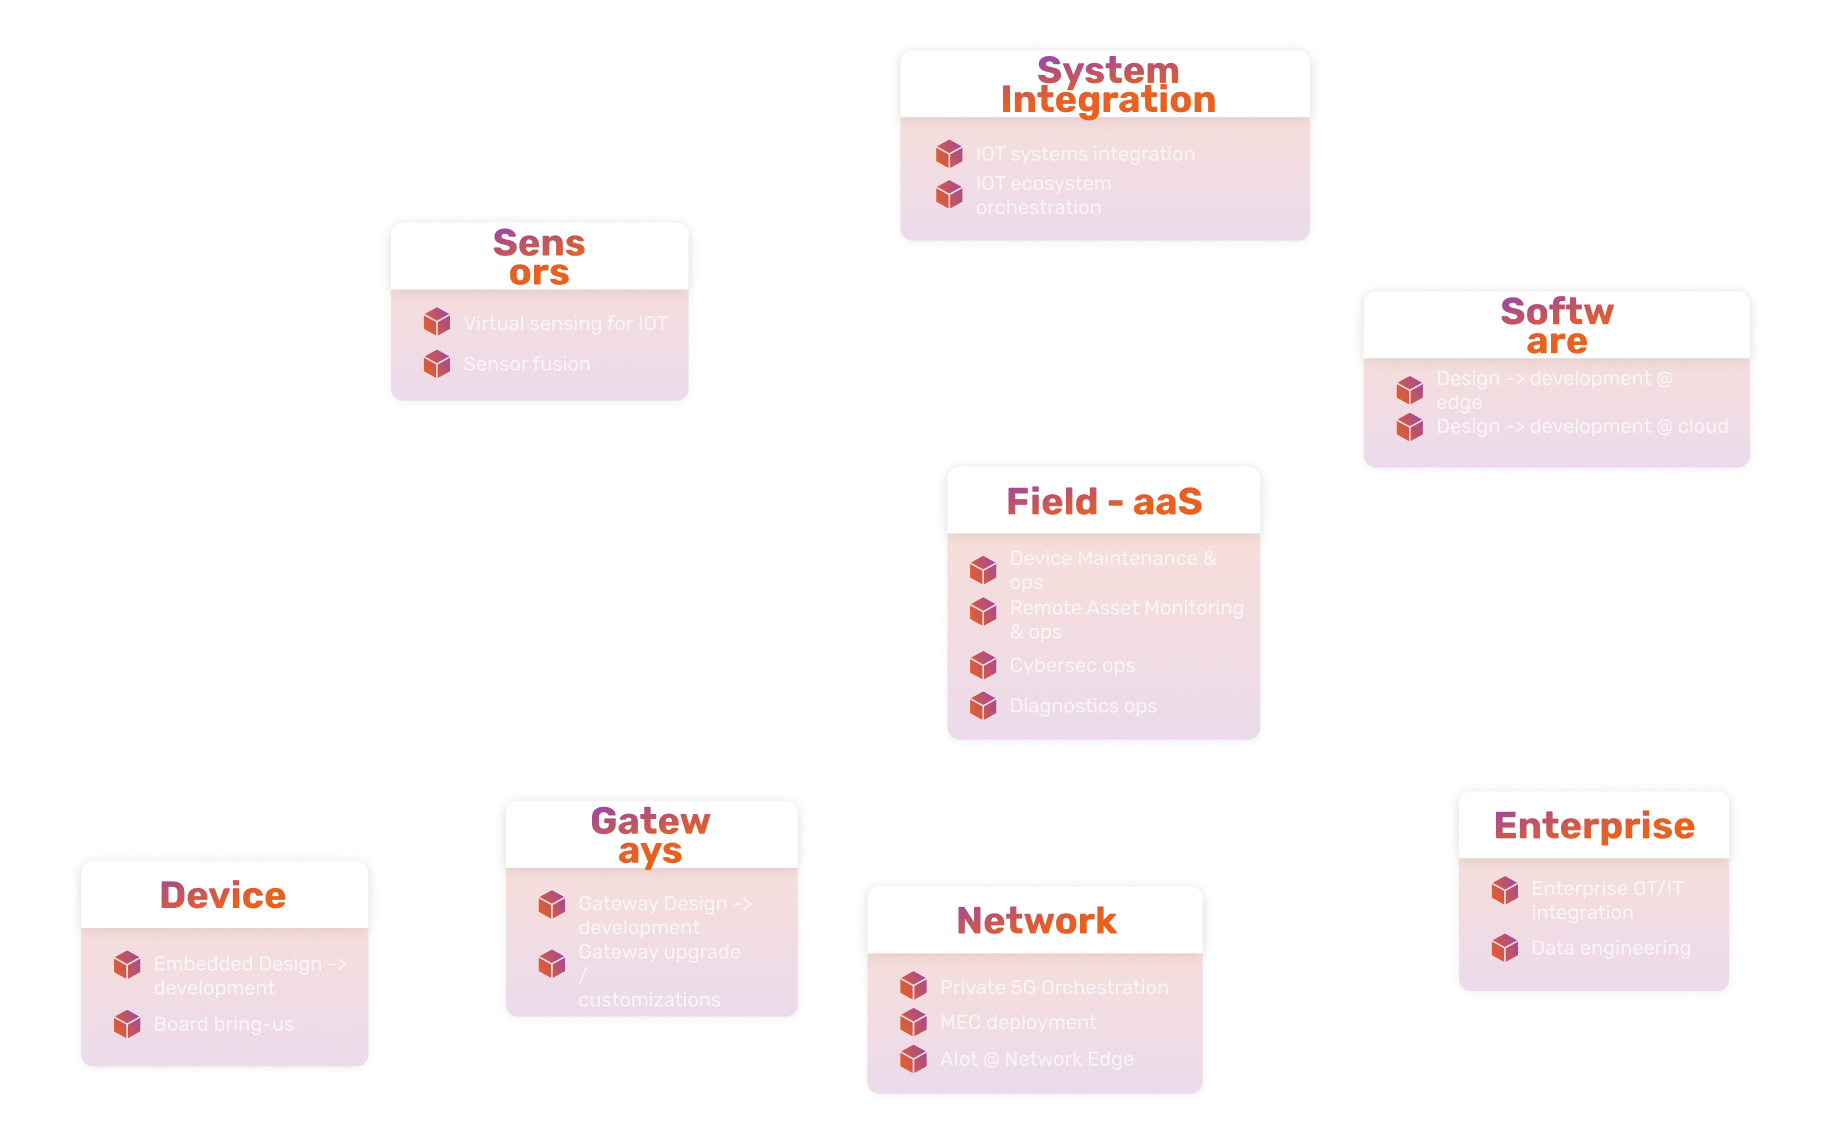 System
Integration
IOT systems integration
IOT ecosystem
orchestration
Sens
ors
Virtual sensing for IOT
Sensor fusion
Softw
are
Design -> development @
edge
Design -> development @ cloud
Field - aaS
Device Maintenance &
ops
Remote Asset Monitoring
& ops
Cybersec ops
Diagnostics ops
Gatew
ays
Gateway Design ->
development
Gateway upgrade
/
customizations
Enterprise
Enterprise OT/IT
integration
Data engineering
Device
Embedded Design ->
development
Board bring-us
Network
Private 5G Orchestration
MEC deployment
AIot @ Network Edge